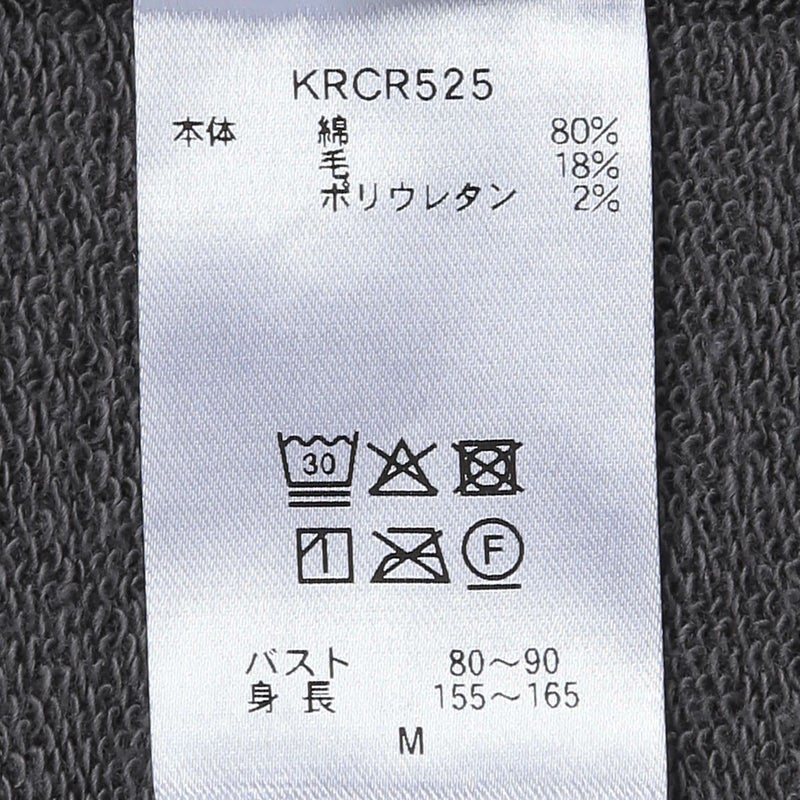 KRCR525
本体 綿 80%
毛 18%
ポリウレタン 2%
30
F
バスト 80～90
身長 155～165
M